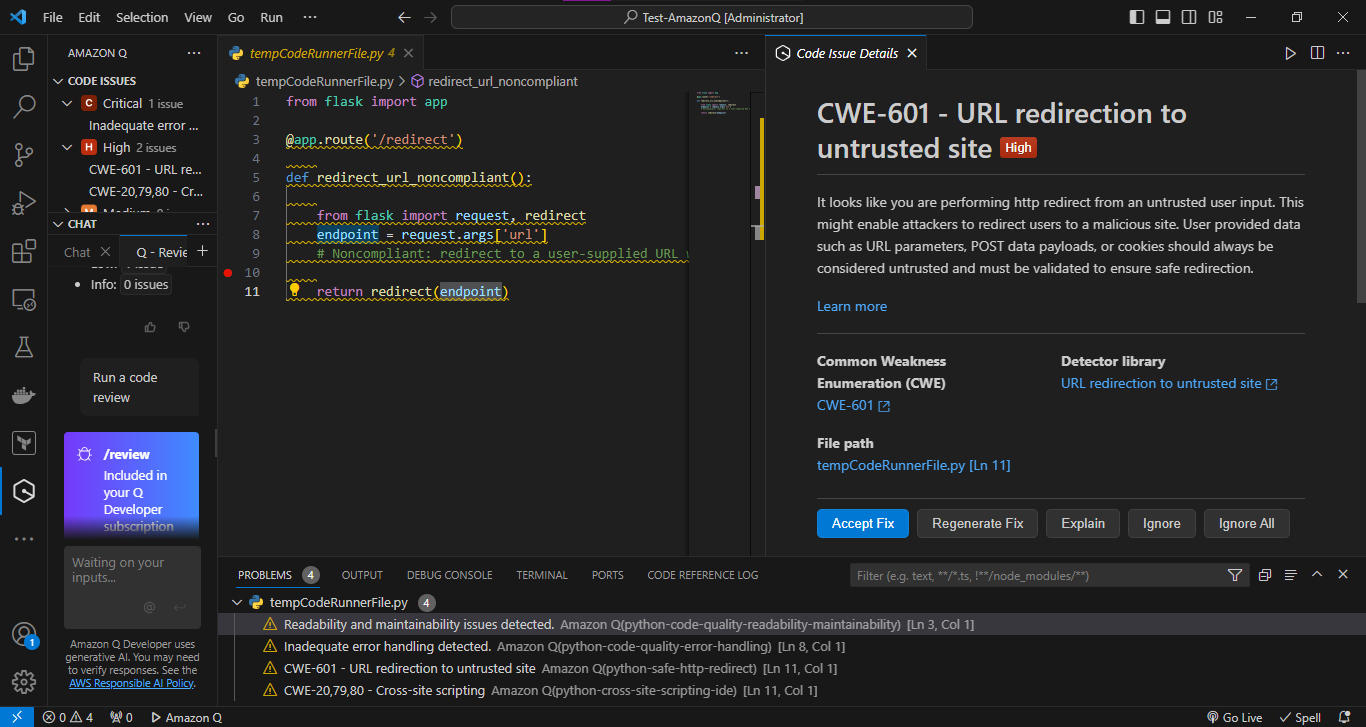 File Edit Selection View Go Run ···
Test-AmazonQ [Administrator]
AMAZON Q
CODE ISSUES
C Critical 1 issue
Inadequate error ...
H High 2 issues
CWE-601 - URL re...
CWE-20,79,80 - Cr...
CHAT
Chat
Q - Revie
Info: 0 issues
Run a code
review
/review
Included in
your Q
Developer
subscription
Waiting on your
inputs...
@
Amazon Q Developer uses
generative AI. You may need
to verify responses. See the
AWS Responsible AI Policy.
1
tempCodeRunnerFile.py 4
tempCodeRunnerFile.py > redirect_url_noncompliant
1 from flask import app
2
3 @app.route('/redirect')
4
5 def redirect_url_noncompliant():
6
7 from flask import request, redirect
8 endpoint = request.args['url']
9 # Noncompliant: redirect to a user-supplied URL
10
11 return redirect(endpoint)
Code Issue Details
CWE-601 - URL redirection to
untrusted site High
It looks like you are performing http redirect from an untrusted user input. This
might enable attackers to redirect users to a malicious site. User provided data
such as URL parameters, POST data payloads, or cookies should always be
considered untrusted and must be validated to ensure safe redirection.
Learn more
Common Weakness
Enumeration (CWE)
CWE-601
Detector library
URL redirection to untrusted site
File path
tempCodeRunnerFile.py [Ln 11]
Accept Fix Regenerate Fix Explain Ignore Ignore All
PROBLEMS 4 OUTPUT DEBUG CONSOLE TERMINAL PORTS CODE REFERENCE LOG
Filter (e.g. text, **/*.ts, !**/node_modules/**)
tempCodeRunnerFile.py 4
Readability and maintainability issues detected. Amazon Q(python-code-quality-readability-maintainability) [Ln 3, Col 1]
Inadequate error handling detected. Amazon Q(python-code-quality-error-handling) [Ln 8, Col 1]
CWE-601 - URL redirection to untrusted site Amazon Q(python-safe-http-redirect) [Ln 11, Col 1]
CWE-20,79,80 - Cross-site scripting Amazon Q(python-cross-site-scripting-ide) [Ln 11, Col 1]
0 4 0 Amazon Q
Go Live Spell